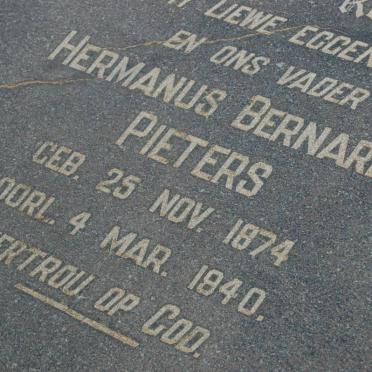 LIEWE EGGEN
EN ONS VADER
HERMANUS BERNAR
PIETERS
GEB. 25 NOV. 1874
OORL. 4 MAR. 1940.
ERTROU OP GOD.